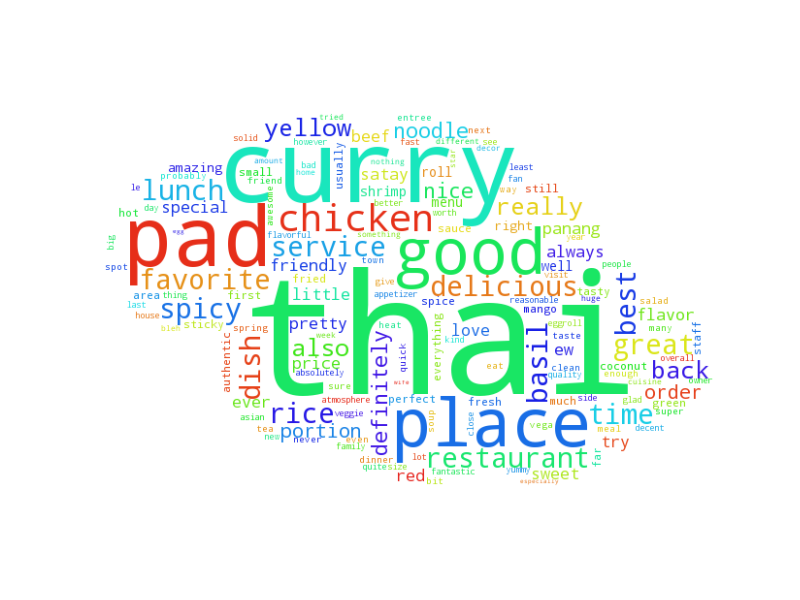 tried
entree
yellow
beef
noodle
different
next
see
solid
however
fast
decor
curry
amazing
probably
amount
bad
home
usually
nothing
satay
roll
star
least
fan
le
lunch
small
friend
awesome
shrimp
nice
better
worth
menu
way
still
day
special
hot
pad
chicken
something
really
egg
flavorful
sauce
right
panang
big
service
town
good
year
always
well
people
spot
friendly
favorite
area
thing
first
fried
give
delicious
visit
tasty
best
last
house
spicy
little
appetizer
spice
reasonable
huge
salad
mango
many
flavor
sticky
spring
pretty
heat
thai
love
everything
kind
eggroll
taste
clean
staff
great
authentic
dish
also
price
week
quick
absolutely
basil
ew
coconut
overall
back
quality
enough
cuisine
owner
bien
sure
wife
eat
ever
asian
rice
veggie
atmosphere
definitely
perfect
fresh
much
side
glad
order
green
super
tea
new
portion
never
even
family
soup
close
place
vega
time
meal
decent
try
dinner
quite
size
lot
restaurant
far
red
bit
fantastic
yummy
sweet
especially